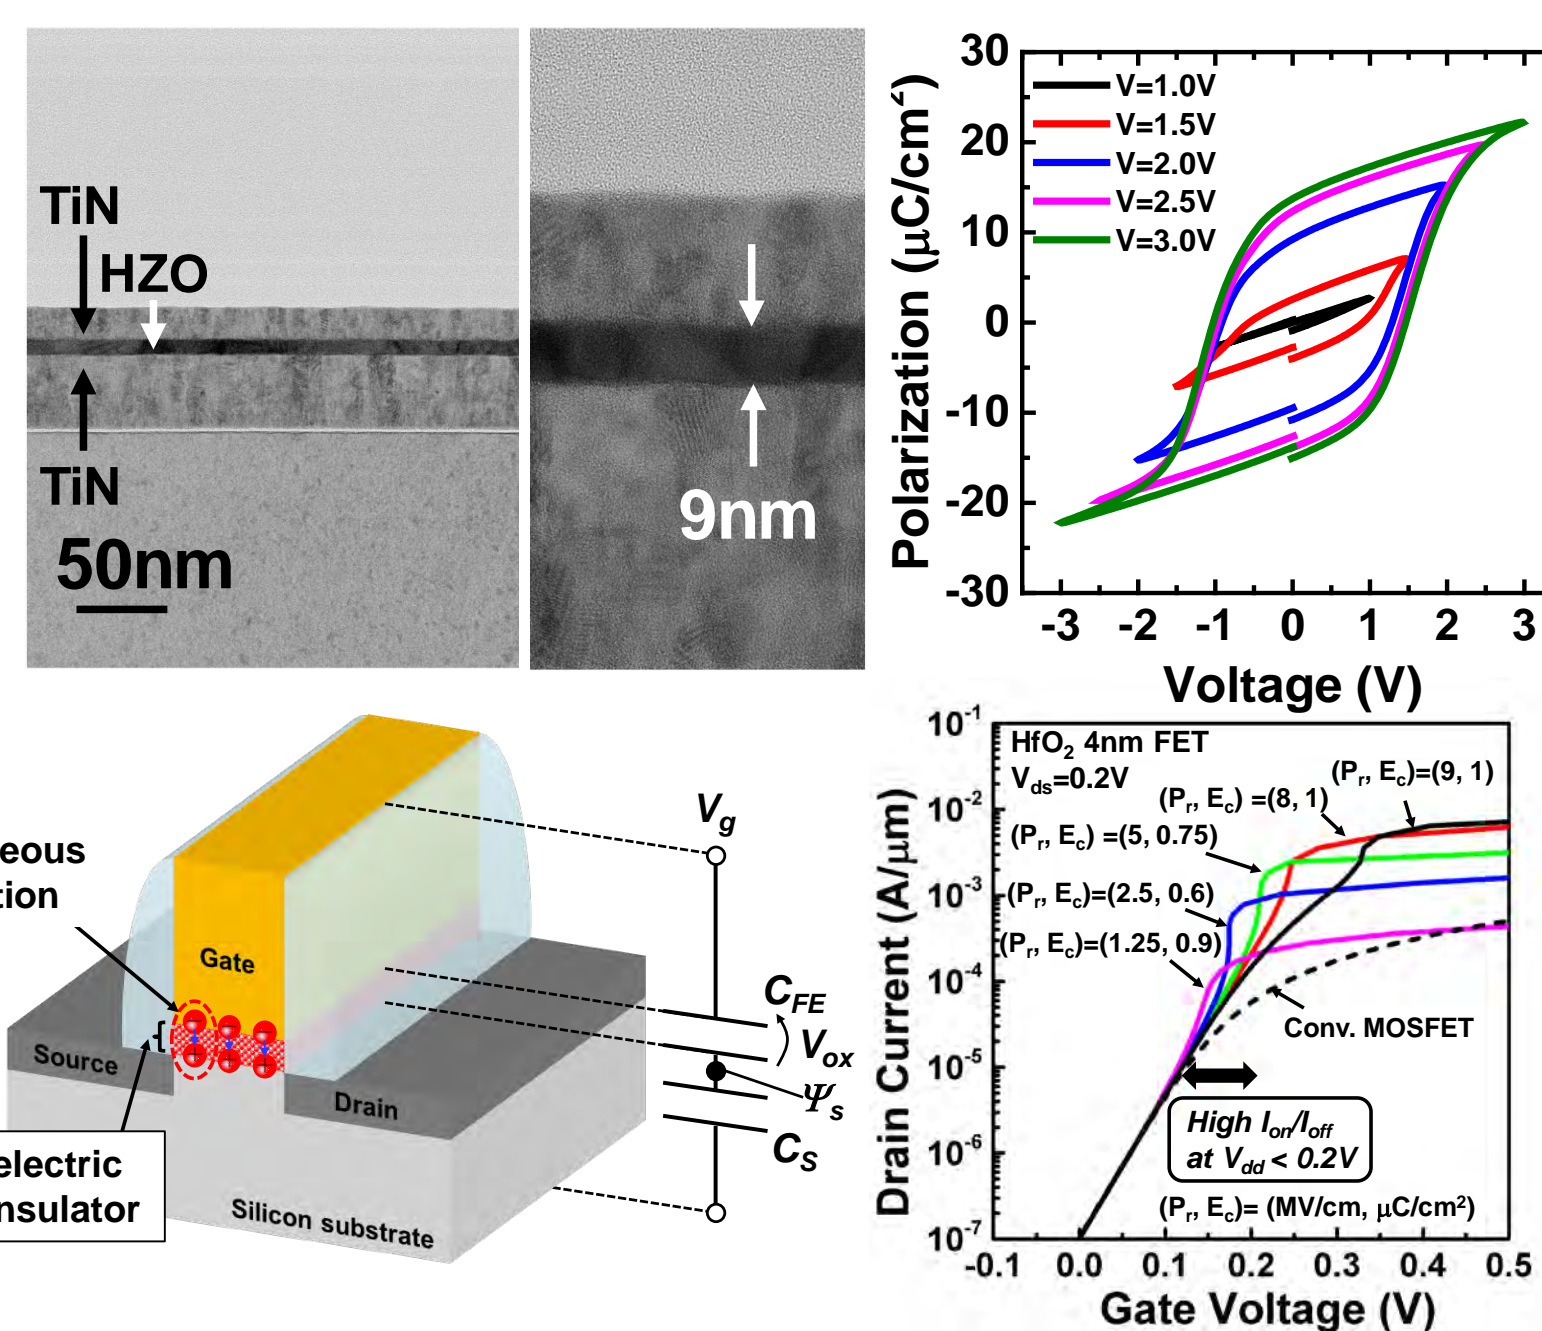 TiN
HZO
TiN
50nm
9nm
30
20
10
0
-10
-20
-30
Polarization (μC/cm²)
V=1.0V
V=1.5V
V=2.0V
V=2.5V
V=3.0V
-3 -2 -1 0 1 2 3
Voltage (V)
eous
tion
Gate
Source
Drain
Silicon substrate
electric
nsulator
V_g
C_FE
V_ox
Ψ_s
C_S
10⁻¹
10⁻²
10⁻³
10⁻⁴
10⁻⁵
10⁻⁶
10⁻⁷
Drain Current (A/μm)
HfO₂ 4nm FET
V_ds=0.2V
(P_r, E_c)=(9, 1)
(P_r, E_c) =(8, 1)
(P_r, E_c) =(5, 0.75)
(P_r, E_c)=(2.5, 0.6)
(P_r, E_c)=(1.25, 0.9)
Conv. MOSFET
High I_on/I_off
at V_dd < 0.2V
(P_r, E_c)= (MV/cm, μC/cm²)
-0.1 0.0 0.1 0.2 0.3 0.4 0.5
Gate Voltage (V)